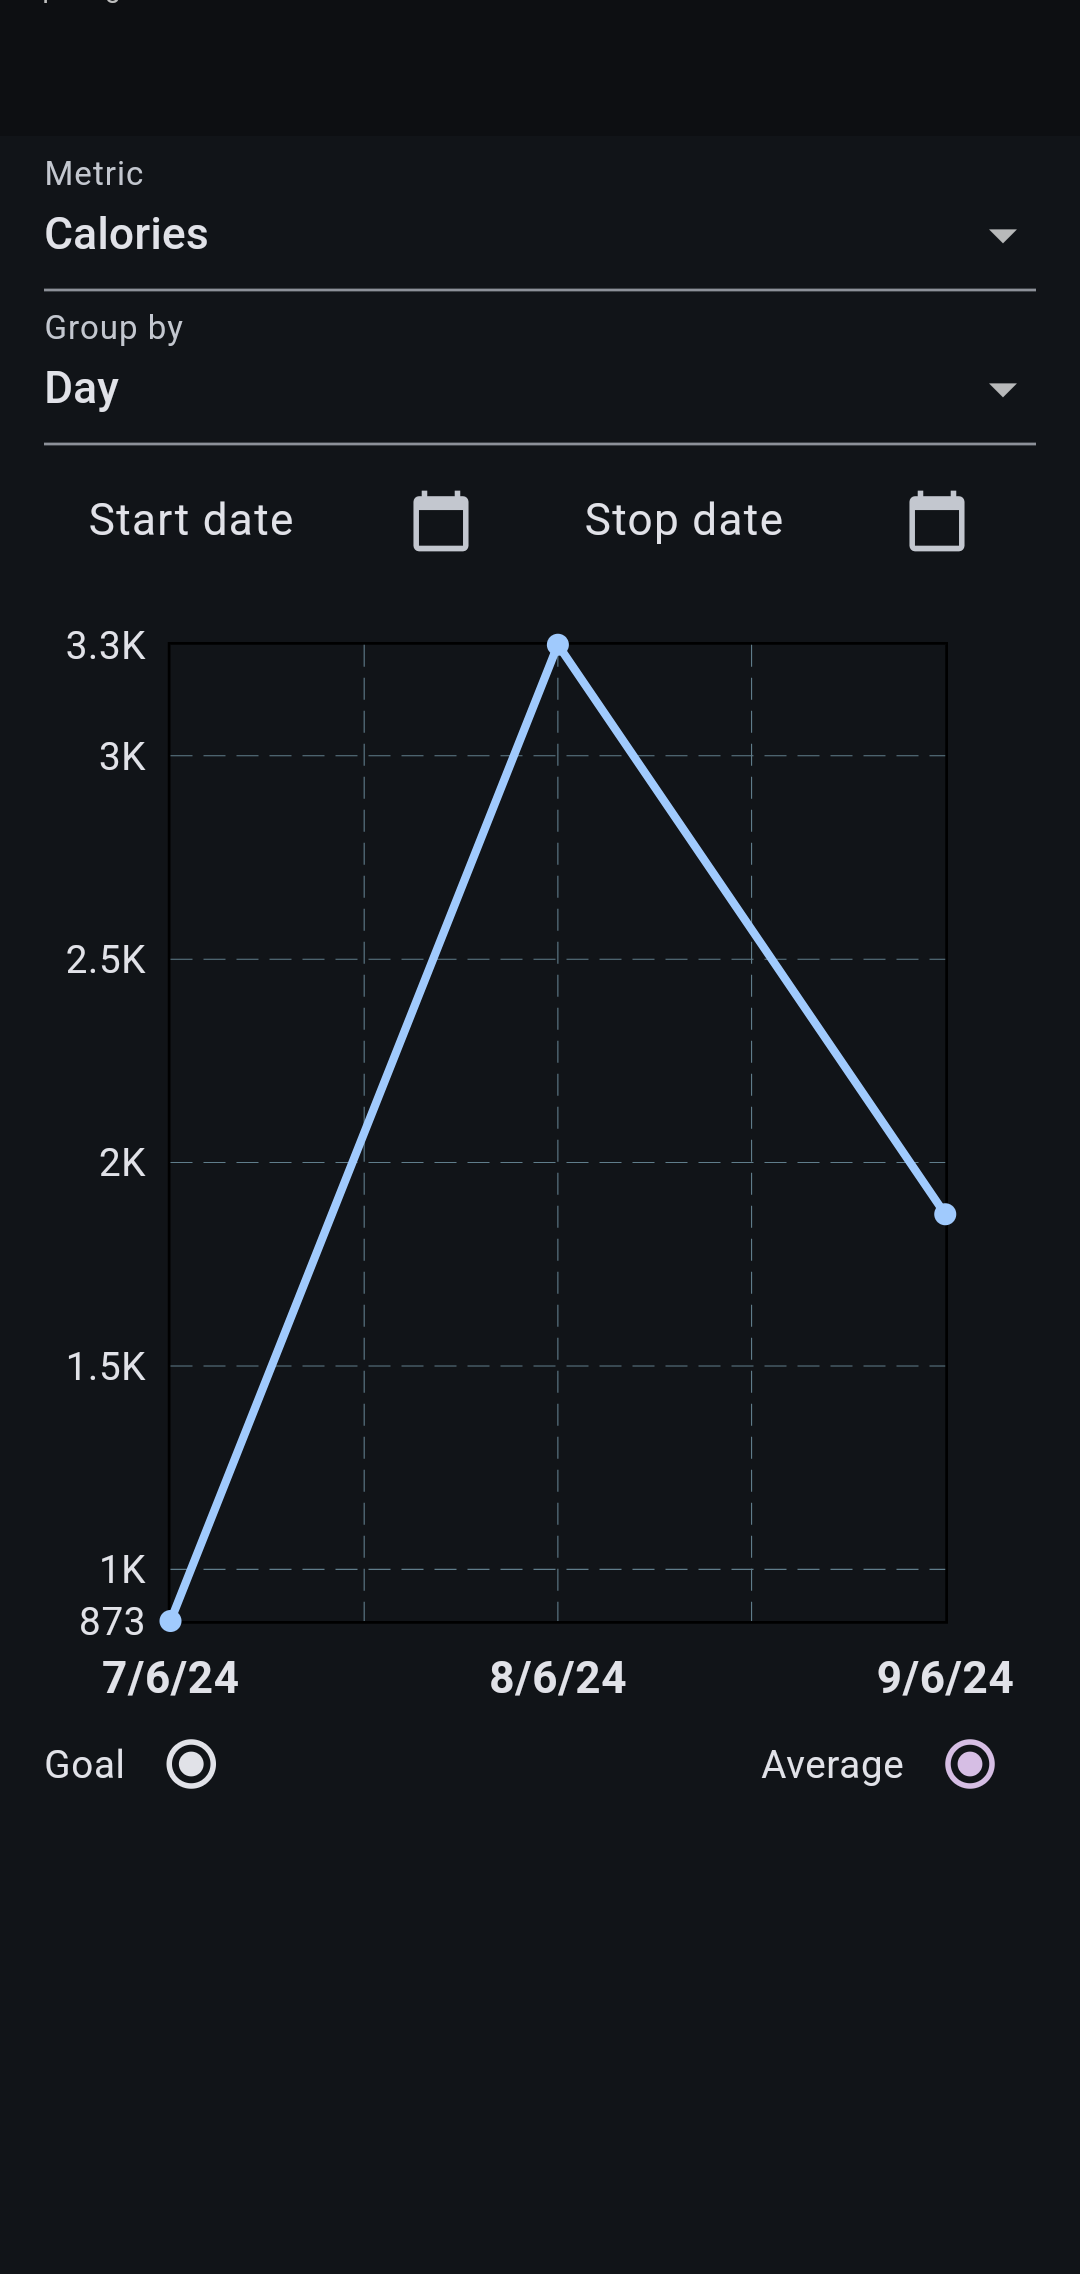 Metric
Calories
Group by
Day
Start date
Stop date
3.3K
3K
2.5K
2K
1.5K
1K
873
7/6/24
8/6/24
9/6/24
Goal
Average